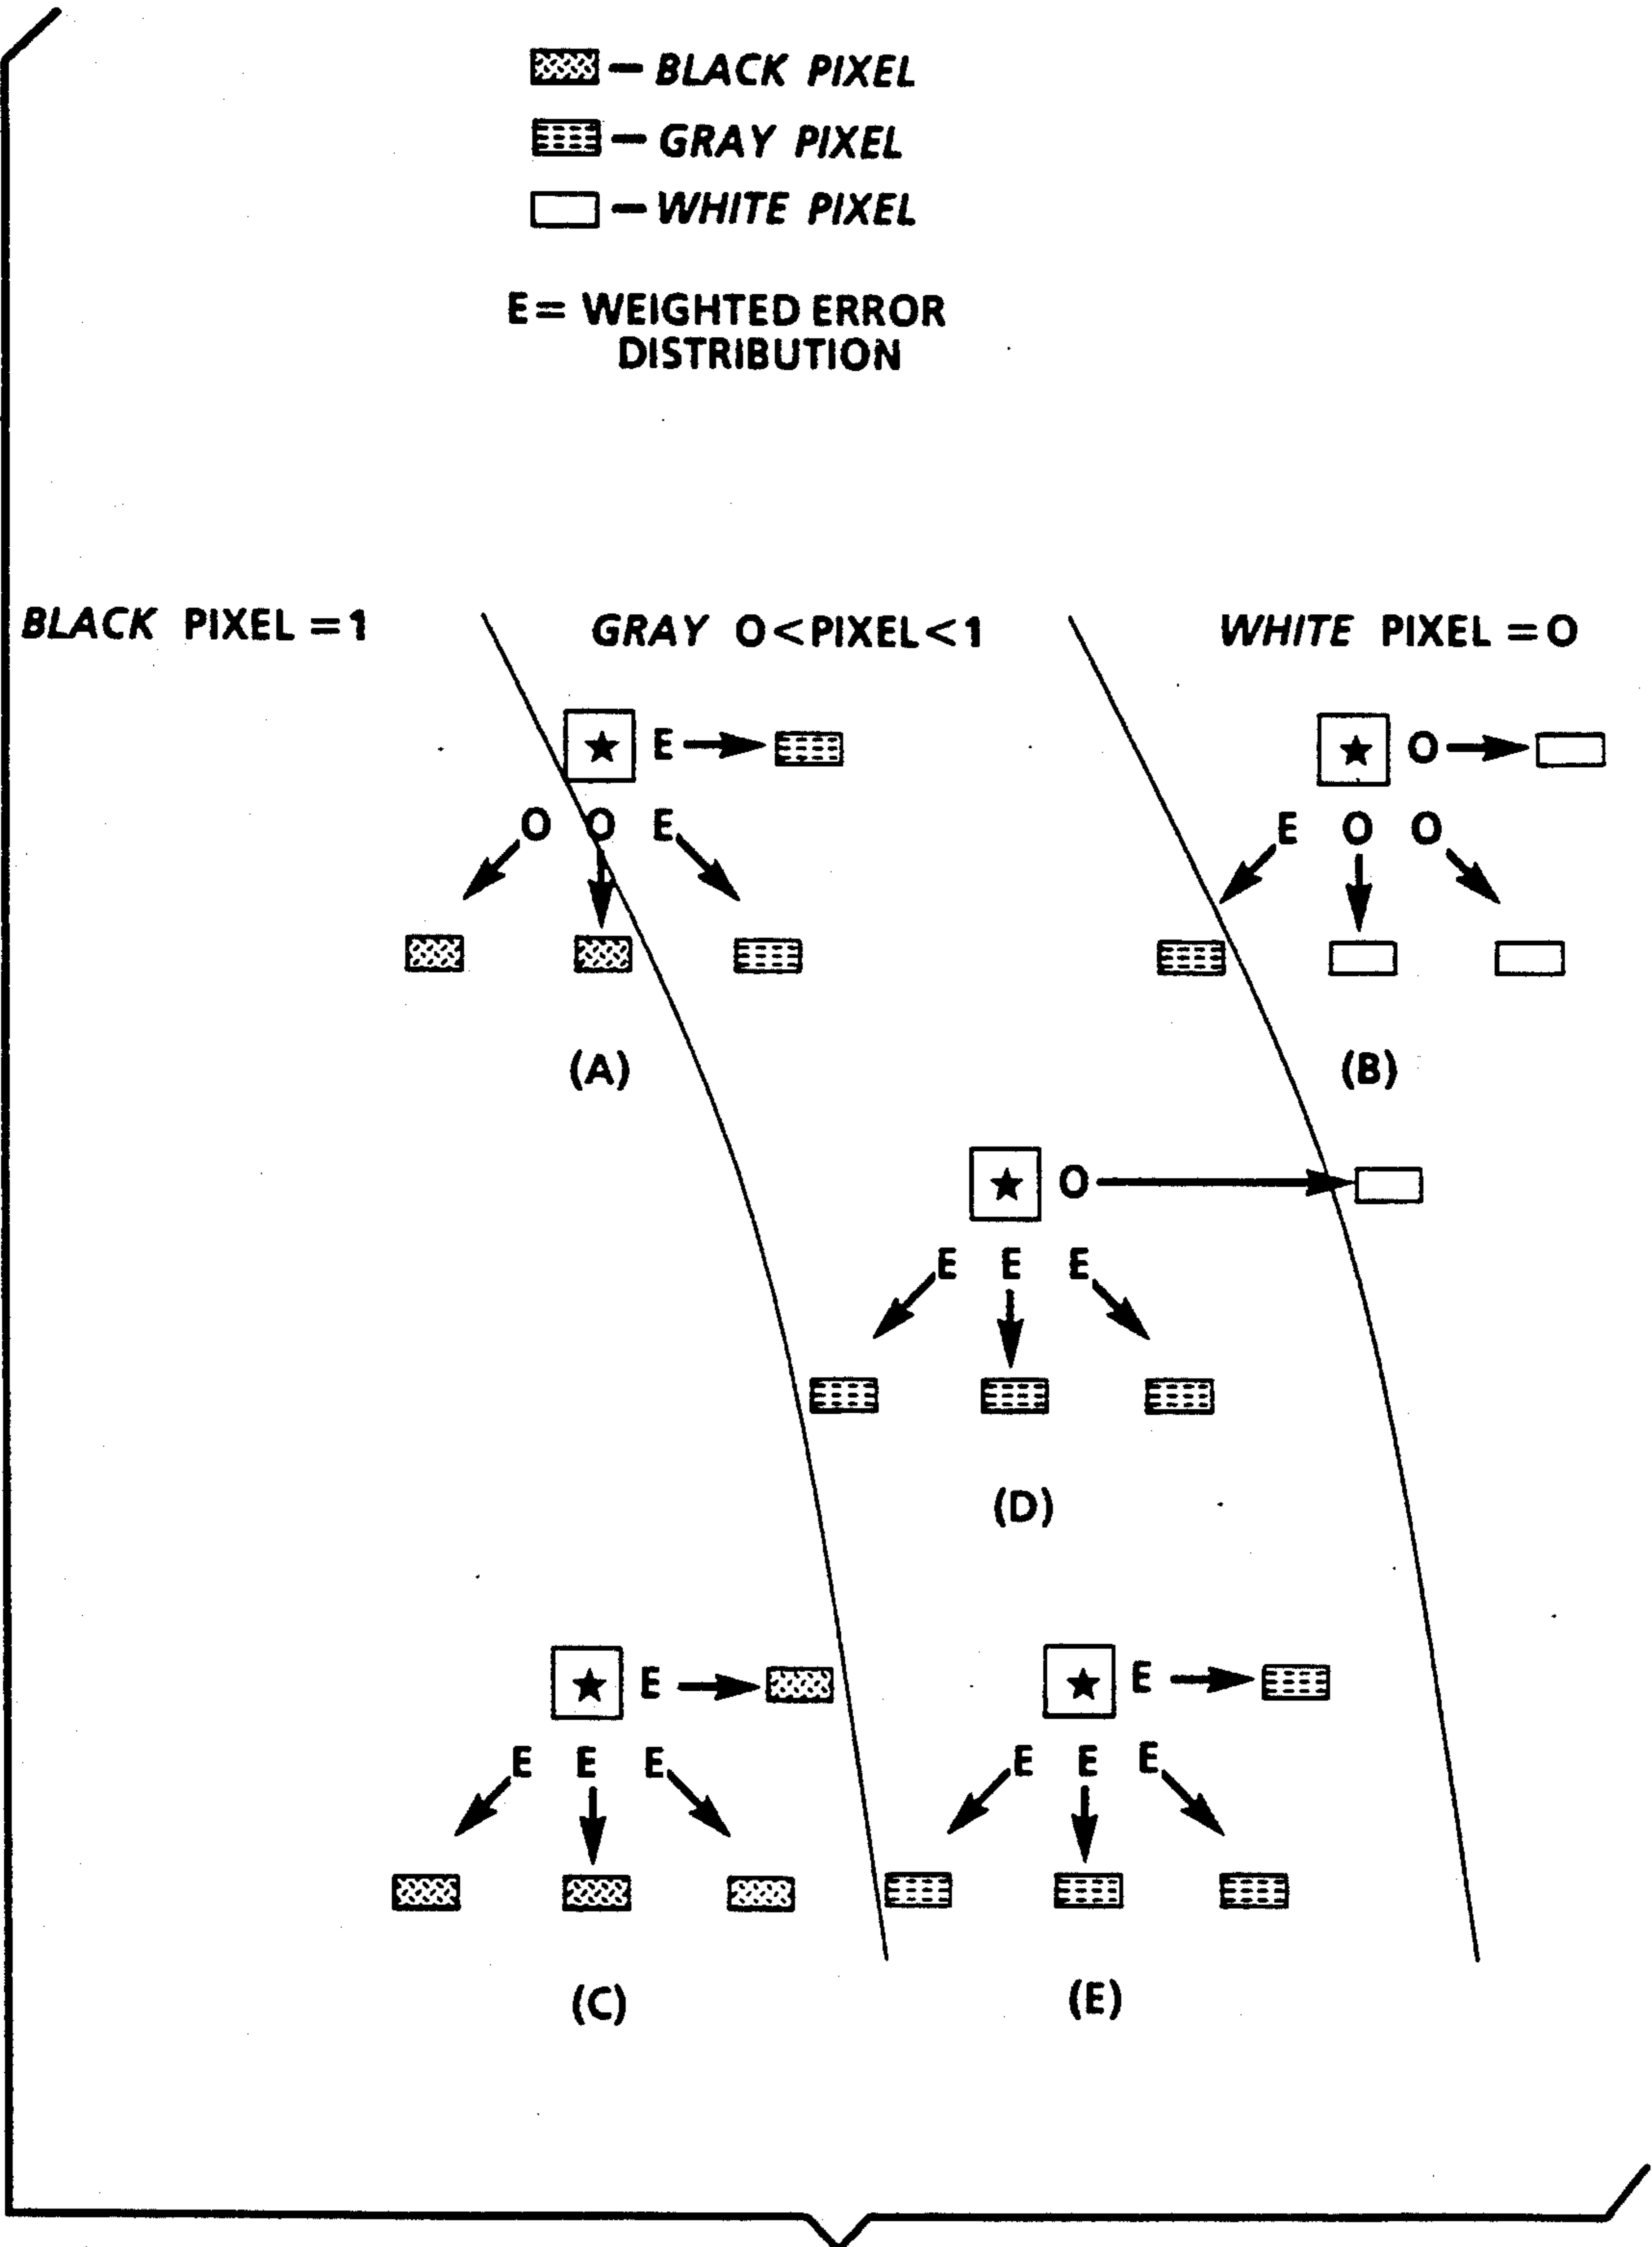 — BLACK PIXEL
— GRAY PIXEL
— WHITE PIXEL
E = WEIGHTED ERROR
DISTRIBUTION
BLACK PIXEL = 1
GRAY O < PIXEL < 1
WHITE PIXEL = O
★ E
O O E
(A)
★ O
E O O
(B)
★ O
E E E
(D)
★ E
E E E
(C)
★ E
E E E
(E)